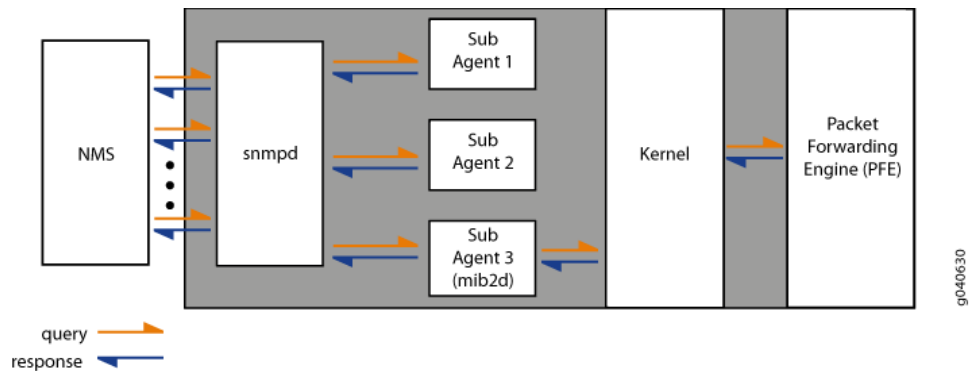 NMS
snmpd
Sub
Agent 1
Sub
Agent 2
Sub
Agent 3
(mib2d)
Kernel
Packet
Forwarding
Engine (PFE)
g040630
query
response